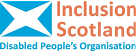 Inclusion
Scotland
Disabled People's Organisation